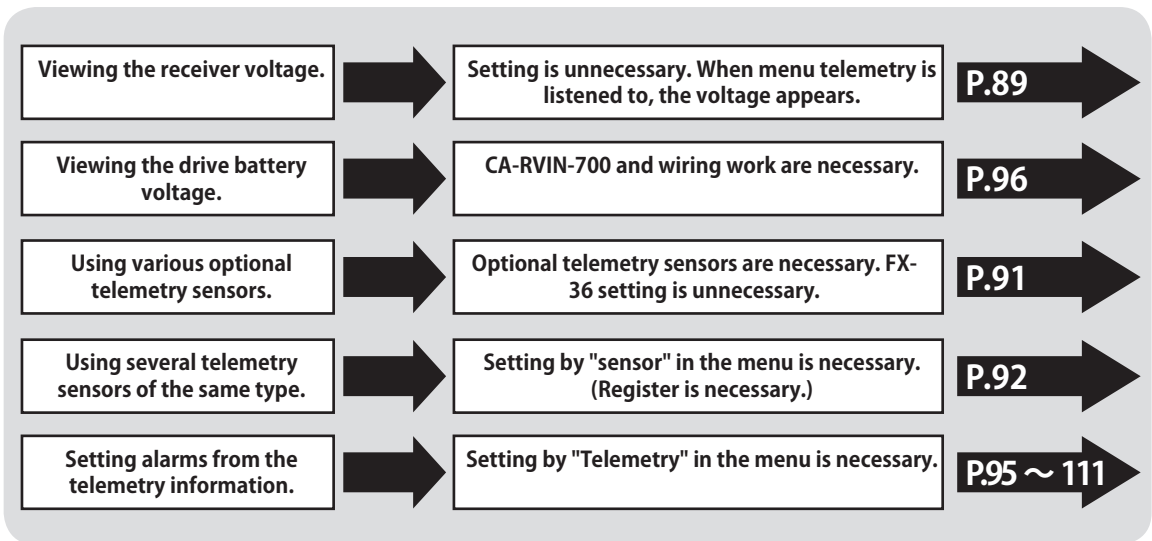 Viewing the receiver voltage.
Setting is unnecessary. When menu telemetry is
listened to, the voltage appears.
P.89
Viewing the drive battery
voltage.
CA-RVIN-700 and wiring work are necessary.
P.96
Using various optional
telemetry sensors.
Optional telemetry sensors are necessary. FX-
36 setting is unnecessary.
P.91
Using several telemetry
sensors of the same type.
Setting by "sensor" in the menu is necessary.
(Register is necessary.)
P.92
Setting alarms from the
telemetry information.
Setting by "Telemetry" in the menu is necessary.
P.95 ～ 111